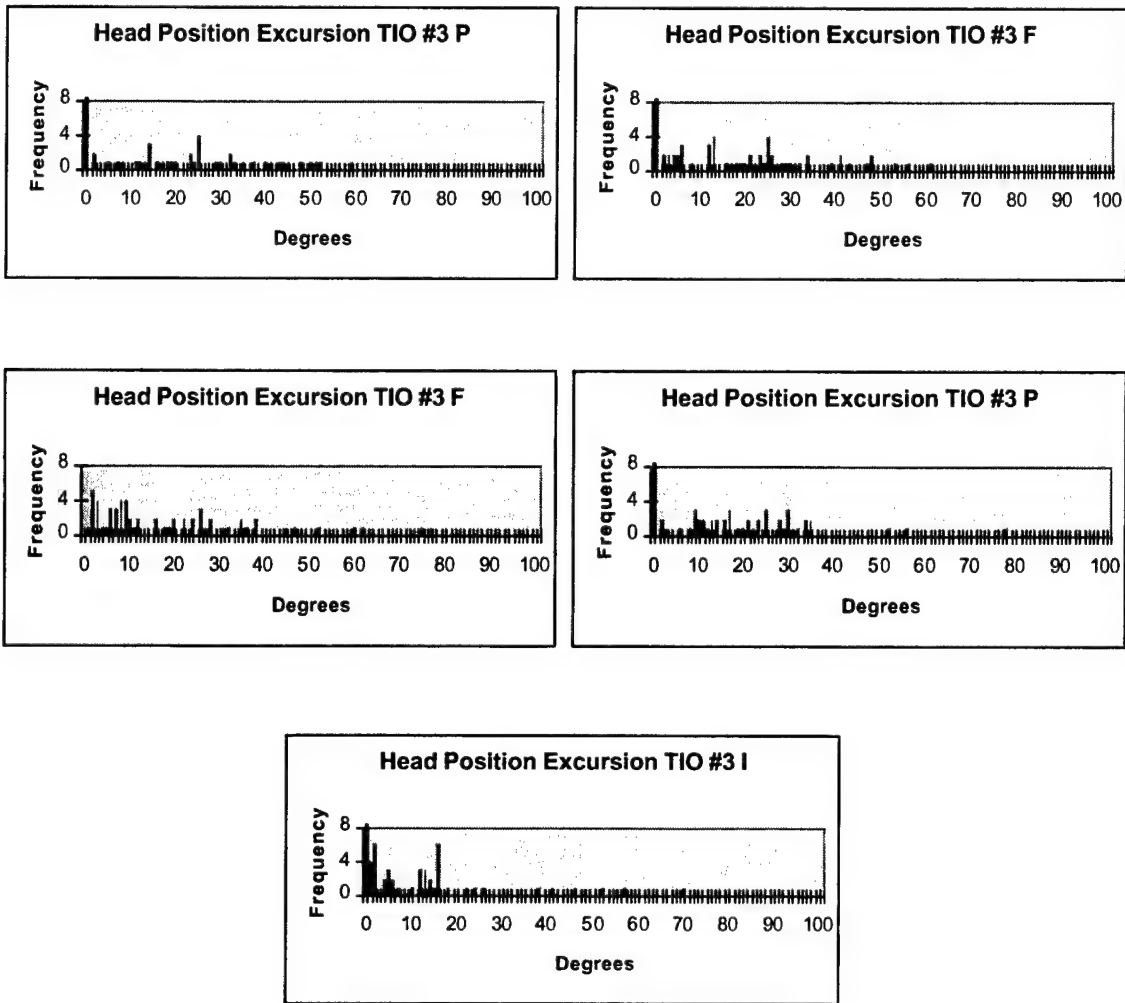 Head Position Excursion TIO #3 P
Frequency
8
4
0
0 10 20 30 40 50 60 70 80 90 100
Degrees
Head Position Excursion TIO #3 F
Frequency
8
4
0
0 10 20 30 40 50 60 70 80 90 100
Degrees
Head Position Excursion TIO #3 F
Frequency
8
4
0
0 10 20 30 40 50 60 70 80 90 100
Degrees
Head Position Excursion TIO #3 P
Frequency
8
4
0
0 10 20 30 40 50 60 70 80 90 100
Degrees
Head Position Excursion TIO #3 I
Frequency
8
4
0
0 10 20 30 40 50 60 70 80 90 100
Degrees